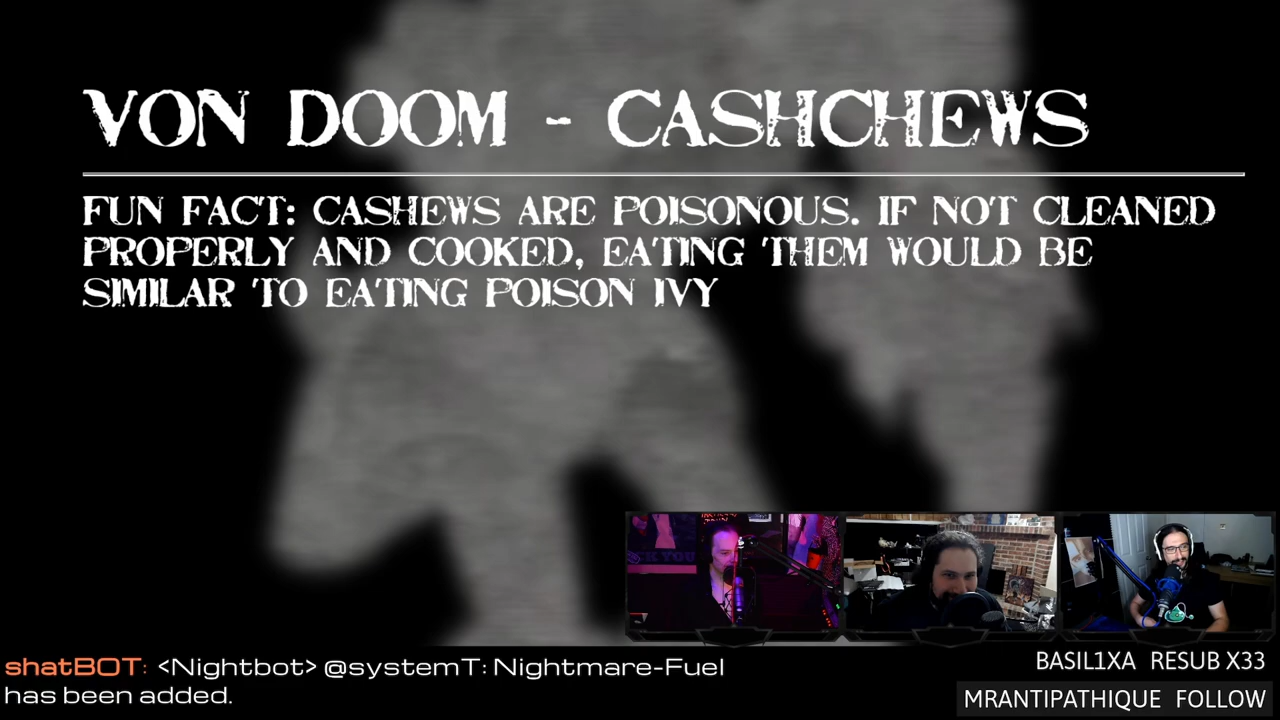 VON DOOM - CASHCHEWS
FUN FACT: CASHEWS ARE POISONOUS. IF NOT CLEANED
PROPERLY AND COOKED, EATING THEM WOULD BE
SIMILAR TO EATING POISON IVY
shatBOT: <Nightbot> @systemT: Nightmare-Fuel
has been added.
BASIL1XA RESUB X33
MRANTIPATHIQUE FOLLOW